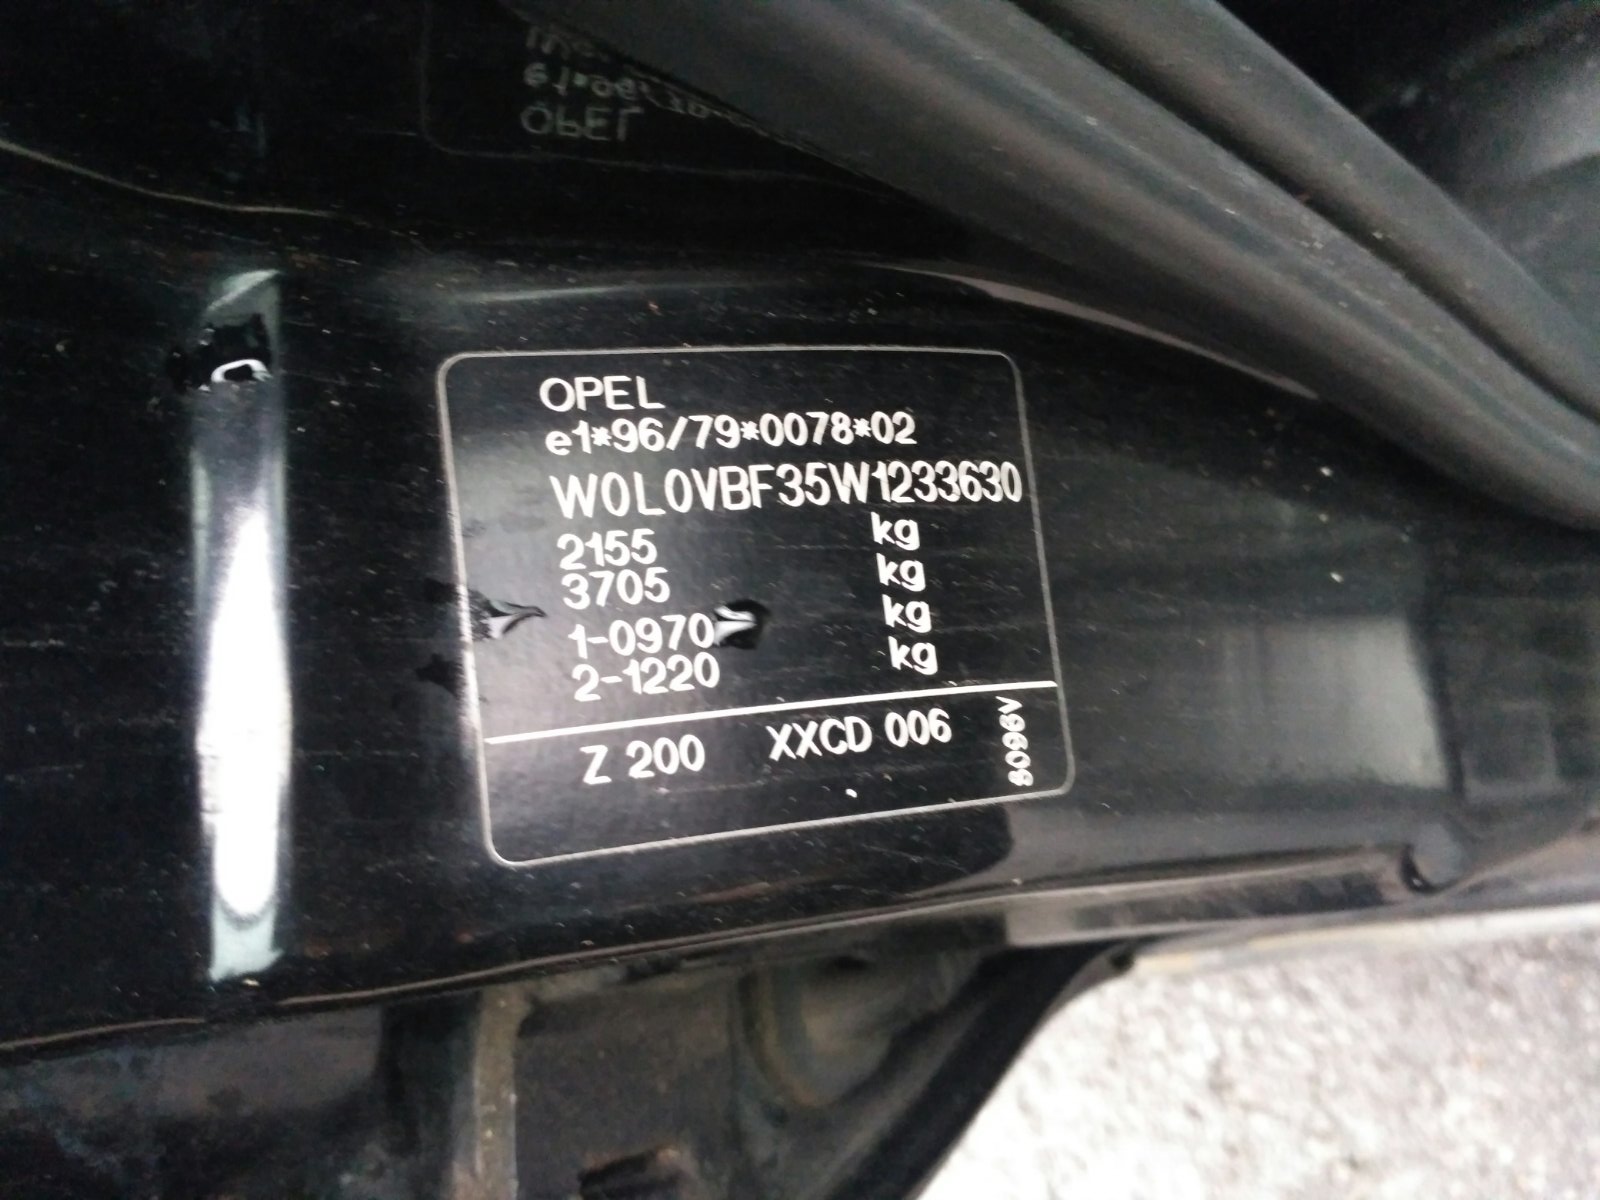 OPEL
e1*96/79*0078*02
W0L0VBF35W1233630
2155 kg
3705 kg
1-0970 kg
2-1220 kg
Z 200 XXCD 006
8096V
OPEL